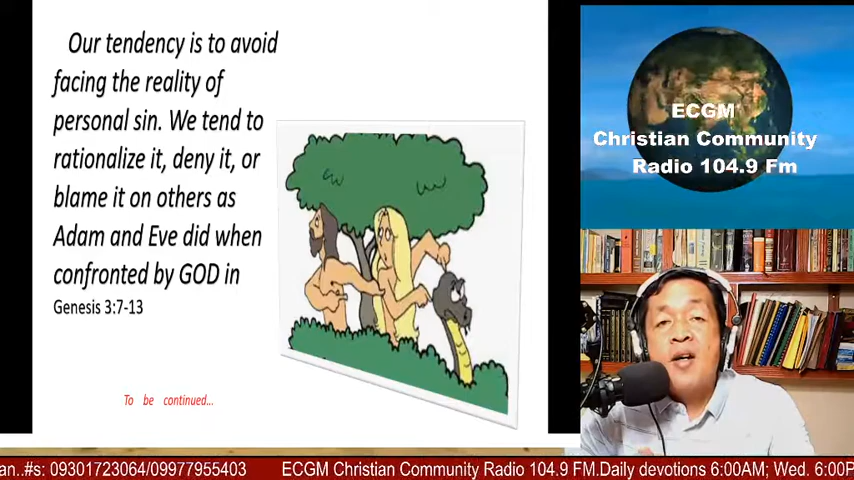 Our tendency is to avoid
facing the reality of
personal sin. We tend to
rationalize it, deny it, or
blame it on others as
Adam and Eve did when
confronted by GOD in
Genesis 3:7-13
To be continued...
ECGM
Christian Community
Radio 104.9 Fm
an..#s: 09301723064/09977955403 ECGM Christian Community Radio 104.9 FM.Daily devotions 6:00AM; Wed. 6:00P